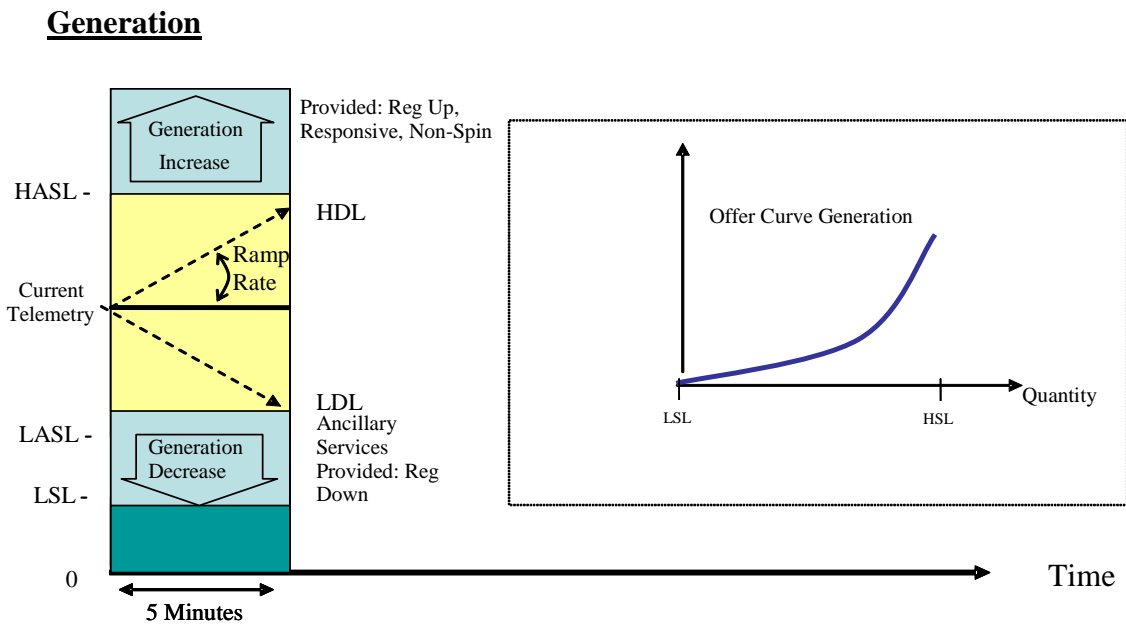 Generation
Provided: Reg Up,
Responsive, Non-Spin
Generation
Increase
HASL -
HDL
Ramp
Rate
Current
Telemetry
LDL
Ancillary
Services
Provided: Reg
Down
LASL -
Generation
Decrease
LSL -
0
5 Minutes
Time
Offer Curve Generation
Quantity
LSL
HSL